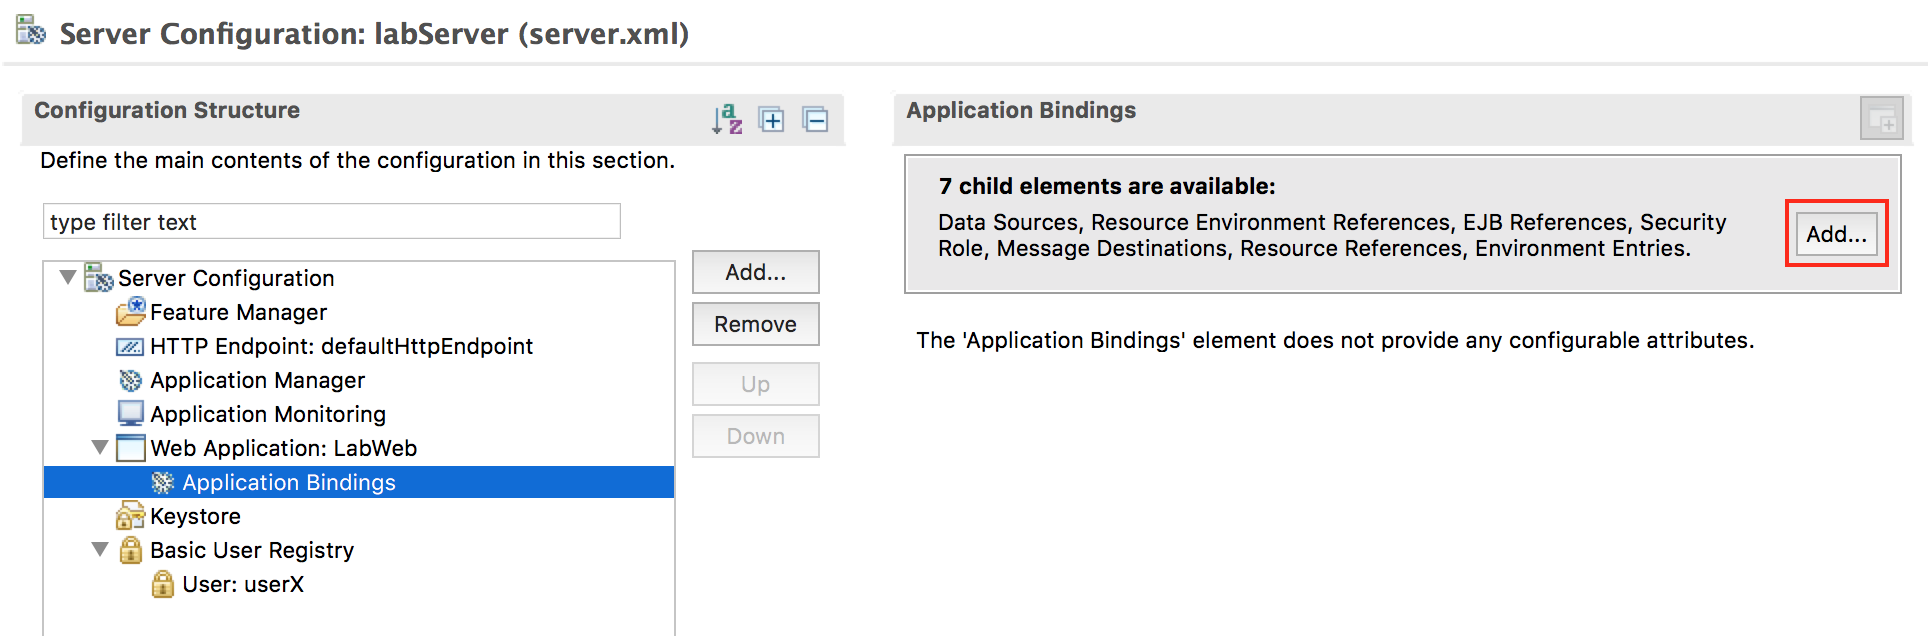 Server Configuration: labServer (server.xml)
Configuration Structure
a
z
Define the main contents of the configuration in this section.
type filter text
Server Configuration
Feature Manager
HTTP Endpoint: defaultHttpEndpoint
Application Manager
Application Monitoring
Web Application: LabWeb
Application Bindings
Keystore
Basic User Registry
User: userX
Add...
Remove
Up
Down
Application Bindings
7 child elements are available:
Data Sources, Resource Environment References, EJB References, Security
Role, Message Destinations, Resource References, Environment Entries.
Add...
The 'Application Bindings' element does not provide any configurable attributes.